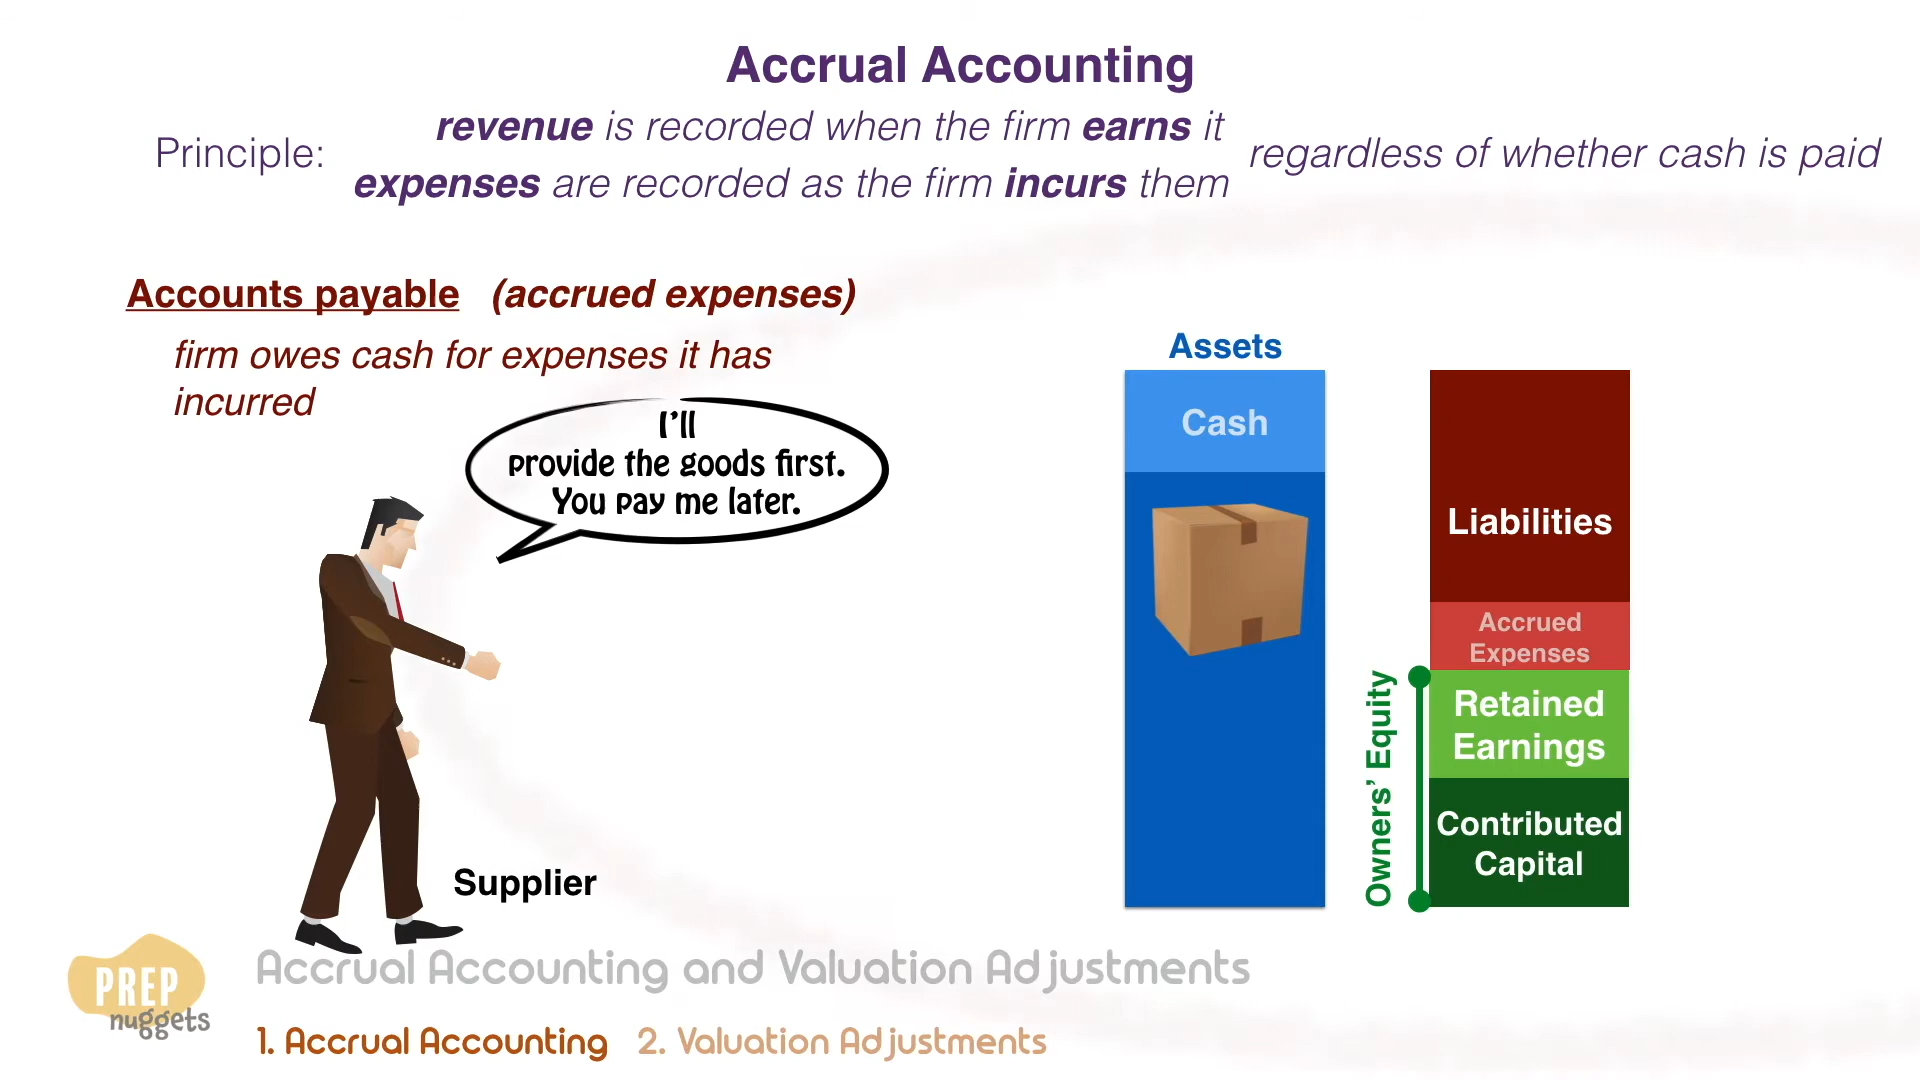 Accrual Accounting
Principle:
revenue is recorded when the firm earns it
expenses are recorded as the firm incurs them
regardless of whether cash is paid
Accounts payable (accrued expenses)
firm owes cash for expenses it has
incurred
I'll
provide the goods first.
You pay me later.
Supplier
Assets
Cash
Liabilities
Accrued
Expenses
Owners' Equity
Retained
Earnings
Contributed
Capital
PREP
nuggets
Accrual Accounting and Valuation Adjustments
1. Accrual Accounting 2. Valuation Adjustments